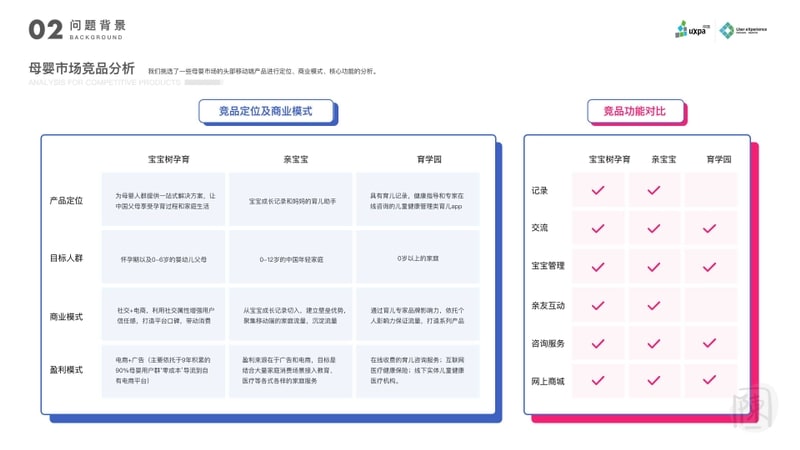 02 问题背景
BACKGROUND
uxpa 中国
User eXperience
母婴市场竞品分析 我们挑选了一些母婴市场的头部移动端产品进行定位、商业模式、核心功能的分析。
ANALYSIS FOR COMPETITIVE PRODUCTS
竞品定位及商业模式
宝宝树孕育 亲宝宝 育学园
产品定位
为母婴人群提供一站式解决方案，让
中国父母享受孕育过程和家庭生活
宝宝成长记录和妈妈的育儿助手
具有育儿记录，健康指导和专家在
线咨询的儿童健康管理类育儿app
目标人群
怀孕期以及0-6岁的婴幼儿父母
0-12岁的中国年轻家庭
0岁以上的家庭
商业模式
社交+电商，利用社交属性增强用户
信任感，打造平台口碑，带动消费
从宝宝成长记录切入，建立壁垒优势，
聚集移动端的家庭流量，沉淀流量
通过育儿专家品牌影响力，依托个
人影响力保证流量，打造系列产品
盈利模式
电商+广告（主要依托于9年积累的
90%母婴用户群“零成本”导流到自
有电商平台）
盈利来源在于广告和电商，目标是
结合大量家庭消费场景接入教育、
医疗等各式各样的家庭服务
在线收费的育儿咨询服务；互联网
医疗健康保险；线下实体儿童健康
医疗机构。
竞品功能对比
宝宝树孕育 亲宝宝 育学园
记录
交流
宝宝管理
亲友互动
咨询服务
网上商城